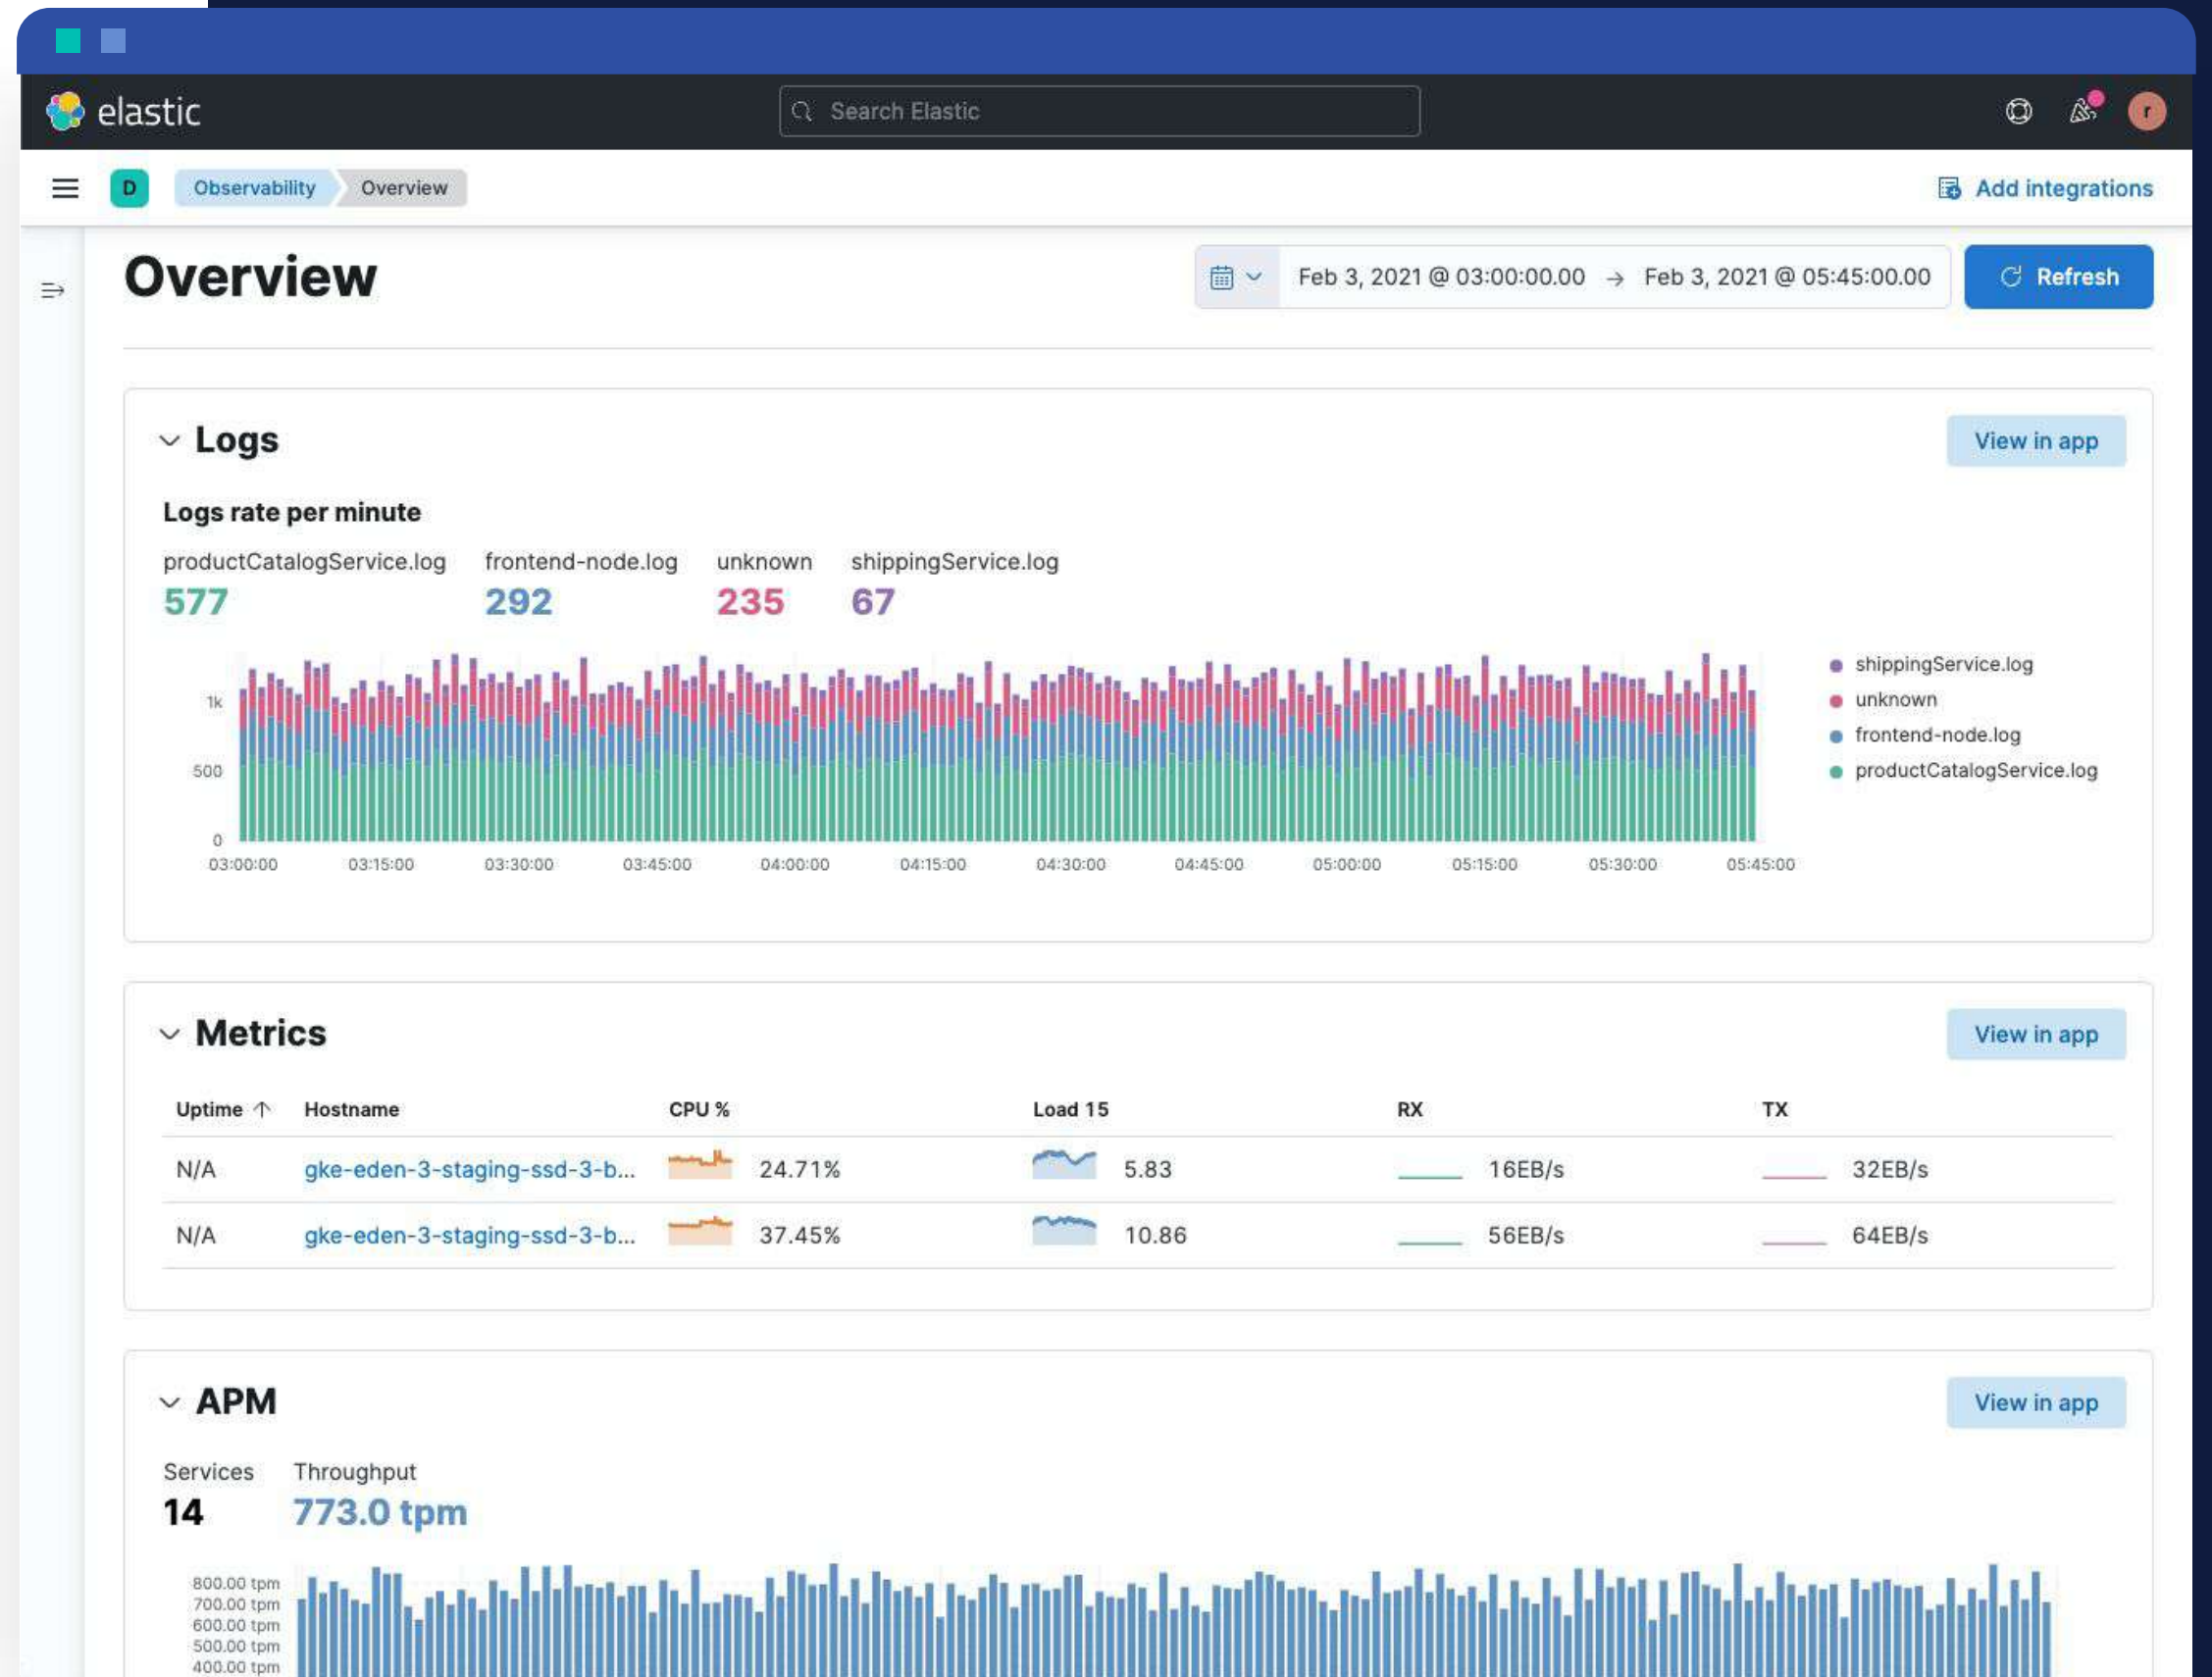 elastic
Search Elastic
r
D
Observability
Overview
Add integrations
Overview
Feb 3, 2021 @ 03:00:00.00 → Feb 3, 2021 @ 05:45:00.00
Refresh
Logs
View in app
Logs rate per minute
productCatalogService.log frontend-node.log unknown shippingService.log
577 292 235 67
1k
500
0
03:00:00 03:15:00 03:30:00 03:45:00 04:00:00 04:15:00 04:30:00 04:45:00 05:00:00 05:15:00 05:30:00 05:45:00
shippingService.log
unknown
frontend-node.log
productCatalogService.log
Metrics
View in app
Uptime ↑ Hostname CPU % Load 15 RX TX
N/A gke-eden-3-staging-ssd-3-b... 24.71% 5.83 16EB/s 32EB/s
N/A gke-eden-3-staging-ssd-3-b... 37.45% 10.86 56EB/s 64EB/s
APM
View in app
Services Throughput
14 773.0 tpm
800.00 tpm
700.00 tpm
600.00 tpm
500.00 tpm
400.00 tpm